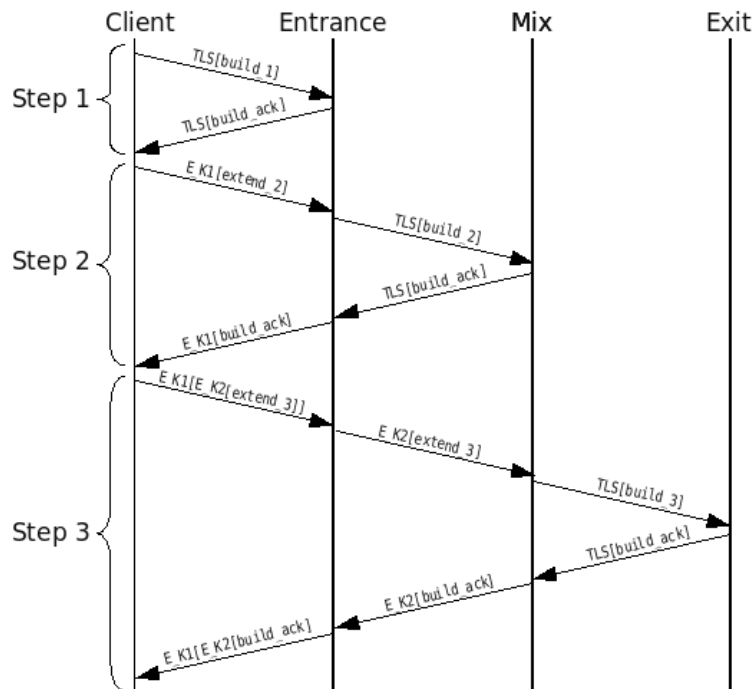 Client Entrance Mix Exit
TLS[build_1]
Step 1
TLS[build_ack]
E_K1[extend_2]
TLS[build_2]
Step 2
TLS[build_ack]
E_K1[build_ack]
E_K1[E_K2[extend_3]]
E_K2[extend_3]
TLS[build_3]
Step 3
TLS[build_ack]
E_K2[build_ack]
E_K1[E_K2[build_ack]